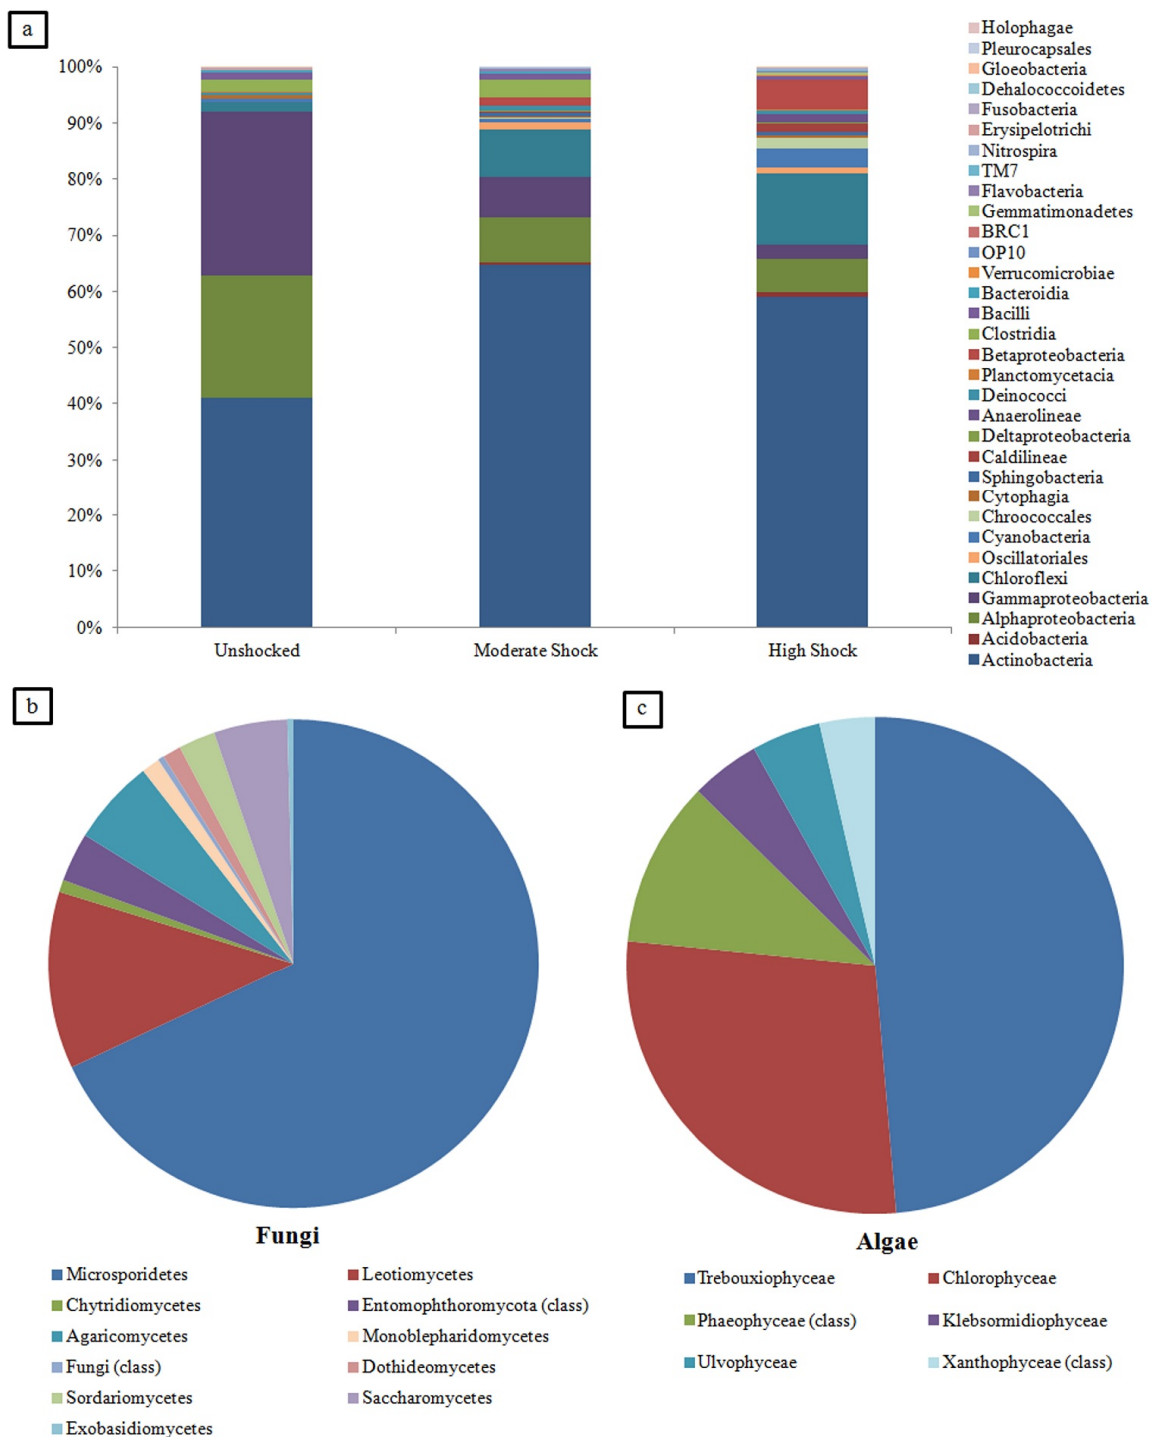 a
100%
90%
80%
70%
60%
50%
40%
30%
20%
10%
0%
Unshocked
Moderate Shock
High Shock
Holophagae
Pleurocapsales
Gloeobacteria
Dehalococcoidetes
Fusobacteria
Erysipelotrichi
Nitrospira
TM7
Flavobacteria
Gemmatimonadetes
BRC1
OP10
Verrucomicrobiae
Bacteroidia
Bacilli
Clostridia
Betaproteobacteria
Planctomycetacia
Deinococci
Anaerolineae
Deltaproteobacteria
Caldilineae
Sphingobacteria
Cytophagia
Chroococcales
Cyanobacteria
Oscillatoriales
Chloroflexi
Gammaproteobacteria
Alphaproteobacteria
Acidobacteria
Actinobacteria
b
Fungi
Microsporidetes
Leotiomycetes
Chytridiomycetes
Entomophthoromycota (class)
Agaricomycetes
Monoblepharidomycetes
Fungi (class)
Dothideomycetes
Sordariomycetes
Saccharomycetes
Exobasidiomycetes
c
Algae
Trebouxiophyceae
Chlorophyceae
Phaeophyceae (class)
Klebsormidiophyceae
Ulvophyceae
Xanthophyceae (class)